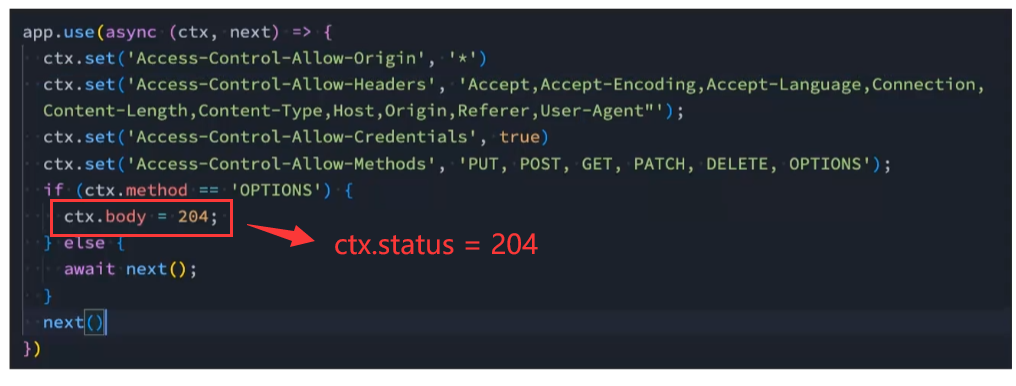 app.use(async (ctx, next) => {
ctx.set('Access-Control-Allow-Origin', '*')
ctx.set('Access-Control-Allow-Headers', 'Accept,Accept-Encoding,Accept-Language,Connection,
Content-Length,Content-Type,Host,Origin,Referer,User-Agent"');
ctx.set('Access-Control-Allow-Credentials', true)
ctx.set('Access-Control-Allow-Methods', 'PUT, POST, GET, PATCH, DELETE, OPTIONS');
if (ctx.method == 'OPTIONS') {
ctx.body = 204;
ctx.status = 204
} else {
await next();
}
next()
})